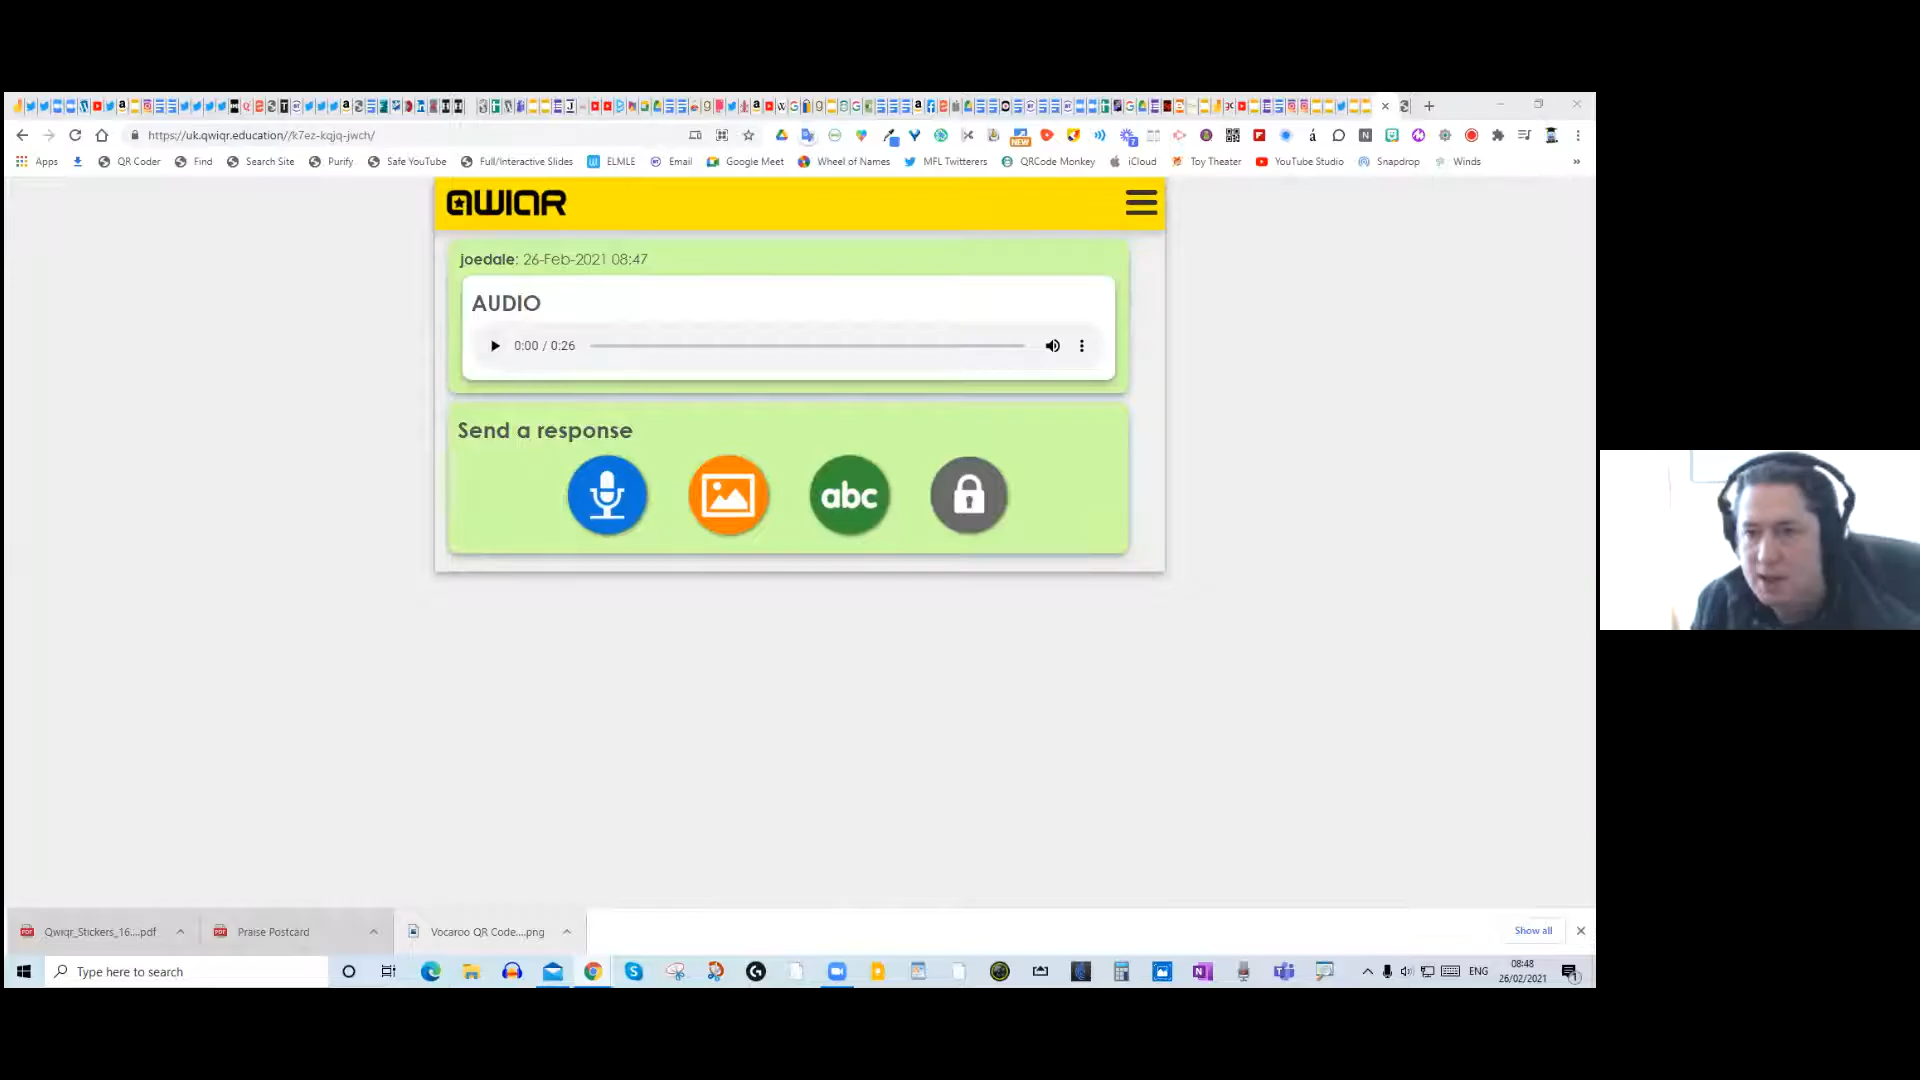 https://uk.qwiqr.education//k7ez-kqjq-jwch/
NEW
Apps
QR Coder
Find
Search Site
Purify
Safe YouTube
Full/Interactive Slides
ELMLE
Email
Google Meet
Wheel of Names
MFL Twitterers
QRCode Monkey
iCloud
Toy Theater
YouTube Studio
Snapdrop
Winds
»
QWIQR
joedale: 26-Feb-2021 08:47
AUDIO
0:00 / 0:26
Send a response
abc
Qwiqr_Stickers_16....pdf
Praise Postcard
Vocaroo QR Code....png
Show all
Type here to search
ENG
08:48
26/02/2021